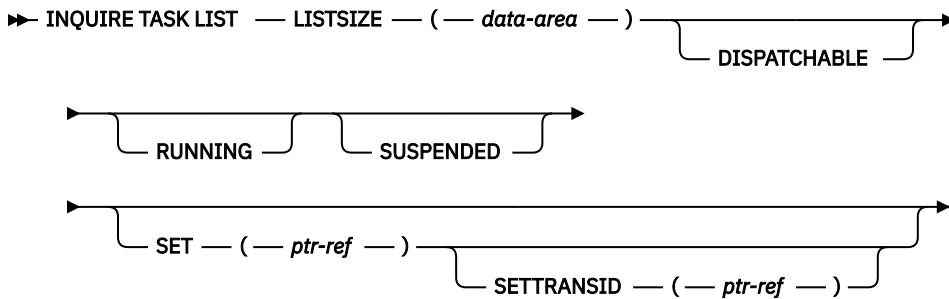 INQUIRE TASK LIST LISTSIZE ( data-area )
DISPATCHABLE
RUNNING SUSPENDED
SET ( ptr-ref )
SETTRANSID ( ptr-ref )